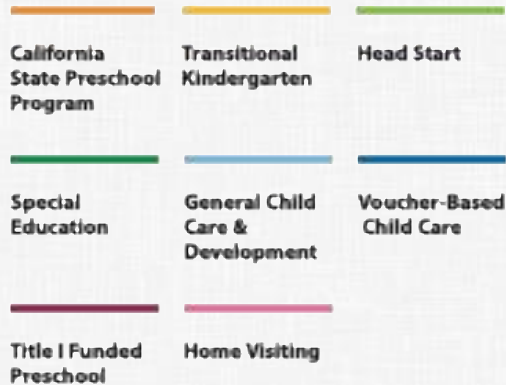 California
State Preschool
Program
Transitional
Kindergarten
Head Start
Special
Education
General Child
Care &
Development
Voucher-Based
Child Care
Title I Funded
Preschool
Home Visiting